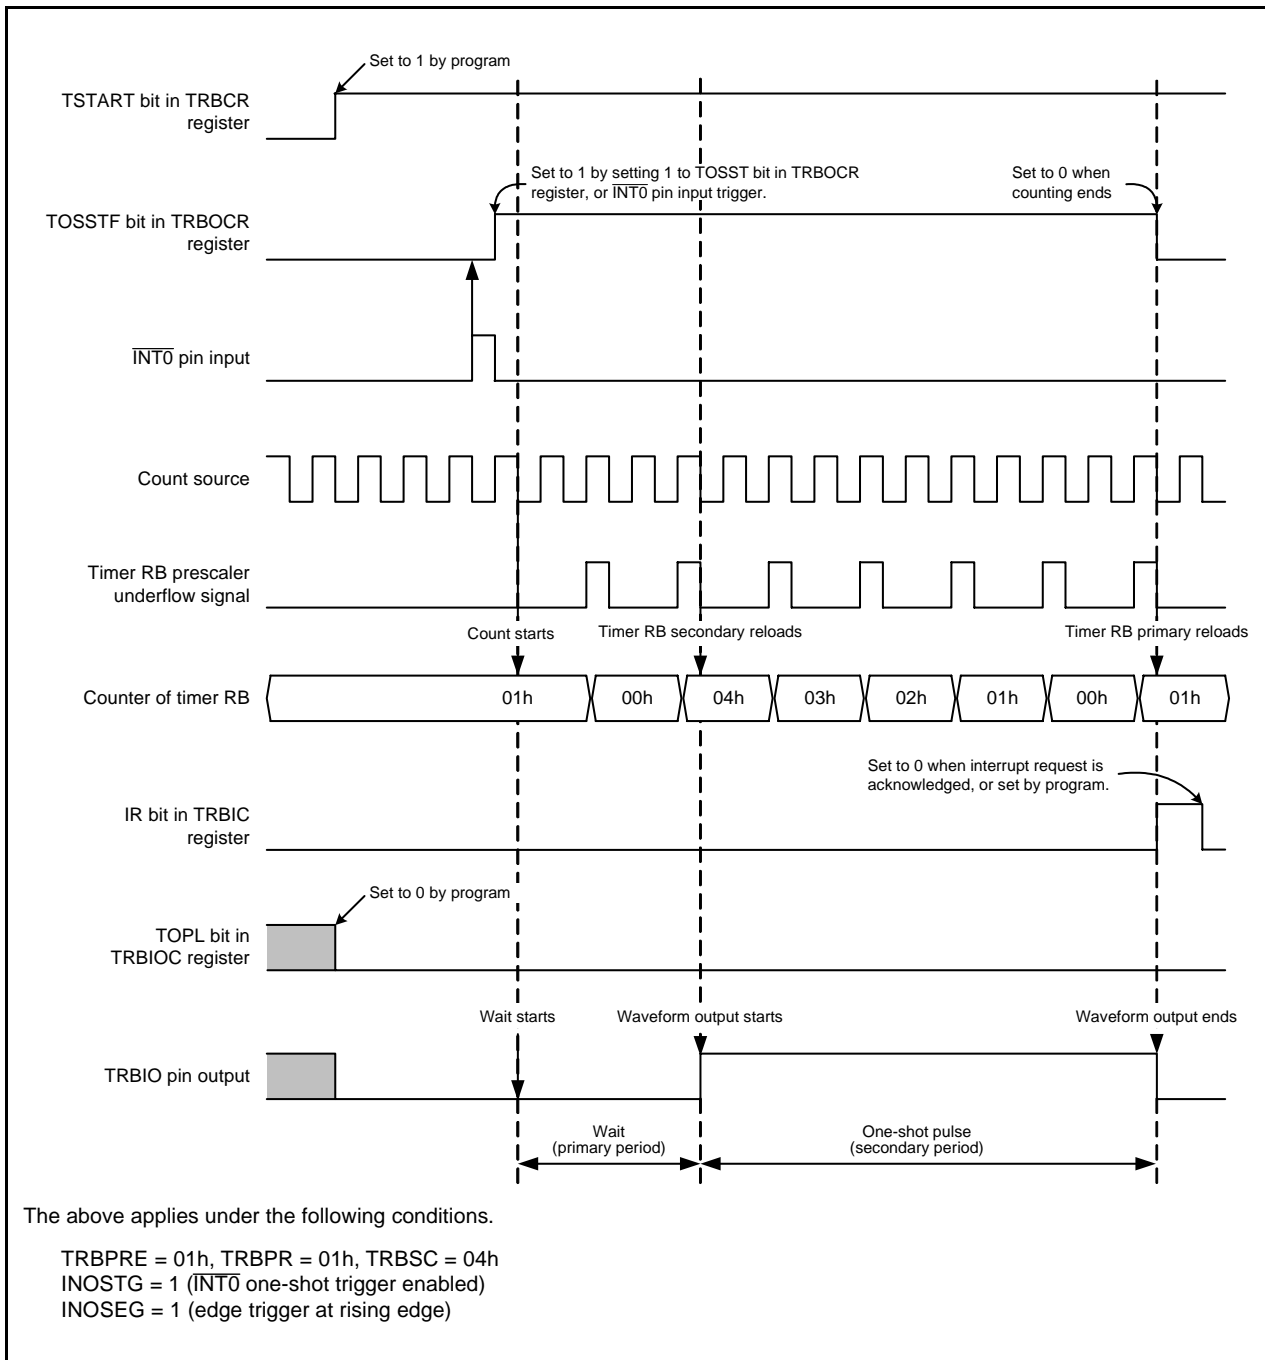 Set to 1 by program
TSTART bit in TRBCR
register
Set to 1 by setting 1 to TOSST bit in TRBOCR
register, or INT0 pin input trigger.
Set to 0 when
counting ends
TOSSTF bit in TRBOCR
register
INT0 pin input
Count source
Timer RB prescaler
underflow signal
Count starts
Timer RB secondary reloads
Timer RB primary reloads
Counter of timer RB
01h
00h
04h
03h
02h
01h
00h
01h
Set to 0 when interrupt request is
acknowledged, or set by program.
IR bit in TRBIC
register
Set to 0 by program
TOPL bit in
TRBIOC register
Wait starts
Waveform output starts
Waveform output ends
TRBIO pin output
Wait
(primary period)
One-shot pulse
(secondary period)
The above applies under the following conditions.
TRBPRE = 01h, TRBPR = 01h, TRBSC = 04h
INOSTG = 1 (INT0 one-shot trigger enabled)
INOSEG = 1 (edge trigger at rising edge)